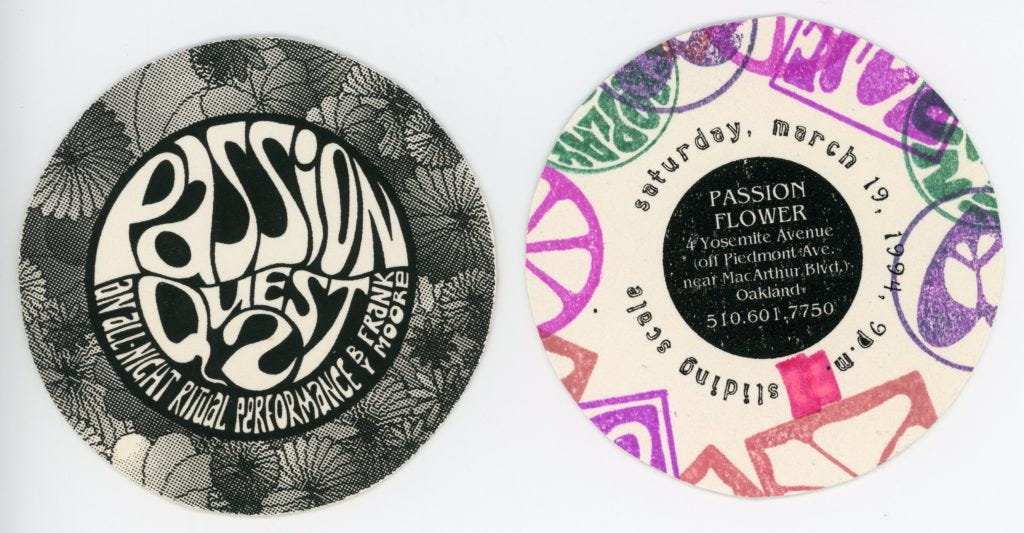 PaSSiON
QUEST
2
aN all-NiGHT RiTUal PeRFORMaNCE BY FRANK MOORE
saturday, march 19, 1994, 9p.m
sliding scale
PASSION
FLOWER
4 Yosemite Avenue
(off Piedmont Ave.
near MacArthur Blvd.)
Oakland
510.601.7750